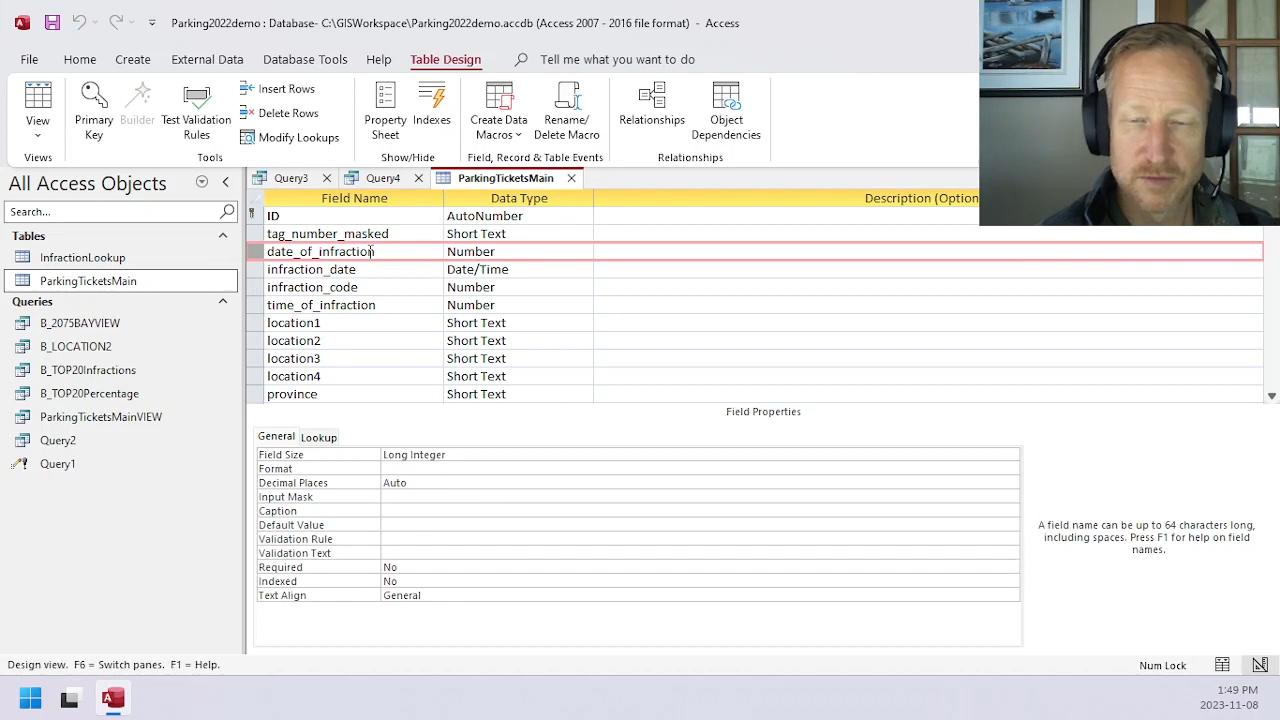 Parking2022demo : Database- C:\GISWorkspace\Parking2022demo.accdb (Access 2007 - 2016 file format) - Access
File Home Create External Data Database Tools Help Table Design Tell me what you want to do
View
Views
Primary Key
Builder
Test Validation Rules
Insert Rows
Delete Rows
Modify Lookups
Tools
Property Sheet
Indexes
Show/Hide
Create Data Macros
Rename/ Delete Macro
Field, Record & Table Events
Relationships
Object Dependencies
Relationships
All Access Objects
Search...
Tables
InfractionLookup
ParkingTicketsMain
Queries
B_2075BAYVIEW
B_LOCATION2
B_TOP20Infractions
B_TOP20Percentage
ParkingTicketsMainVIEW
Query2
Query1
Query3 Query4 ParkingTicketsMain
Field Name Data Type Description (Option
ID AutoNumber
tag_number_masked Short Text
date_of_infraction Number
infraction_date Date/Time
infraction_code Number
time_of_infraction Number
location1 Short Text
location2 Short Text
location3 Short Text
location4 Short Text
province Short Text
Field Properties
General Lookup
Field Size Long Integer
Format
Decimal Places Auto
Input Mask
Caption
Default Value
Validation Rule
Validation Text
Required No
Indexed No
Text Align General
A field name can be up to 64 characters long,
including spaces. Press F1 for help on field
names.
Design view. F6 = Switch panes. F1 = Help.
Num Lock
1:49 PM
2023-11-08